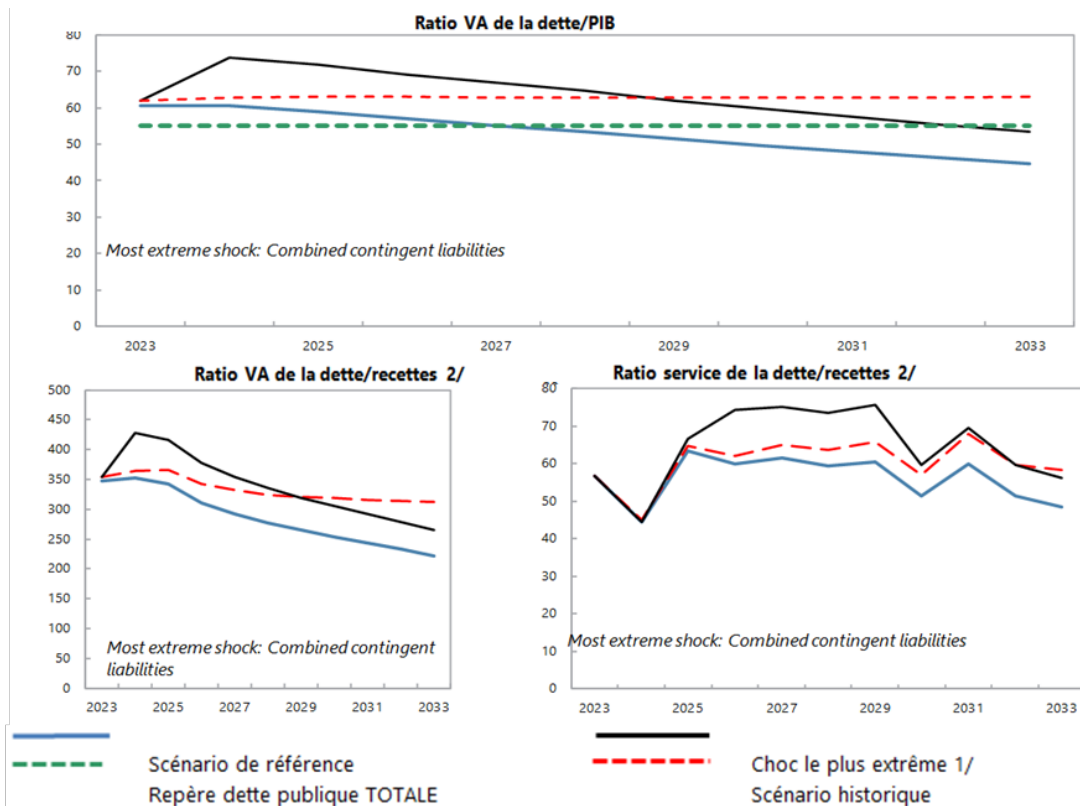 Ratio VA de la dette/PIB
80
70
60
50
40
30
20
10
0
Most extreme shock: Combined contingent liabilities
2023 2025 2027 2029 2031 2033
Ratio VA de la dette/recettes 2/
500
450
400
350
300
250
200
150
100
50
0
Most extreme shock: Combined contingent
liabilities
2023 2025 2027 2029 2031 2033
Ratio service de la dette/recettes 2/
80
70
60
50
40
30
20
10
0
Most extreme shock: Combined contingent liabilities
2023 2025 2027 2029 2031 2033
Scénario de référence
Repère dette publique TOTALE
Choc le plus extrême 1/
Scénario historique